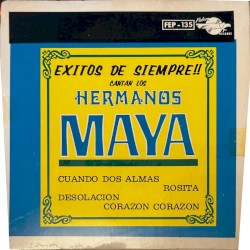 FEP-135
EXITOS DE SIEMPRE!!
CANTAN LOS
HERMANOS
MAYA
CUANDO DOS ALMAS
ROSITA
DESOLACION
CORAZON CORAZON